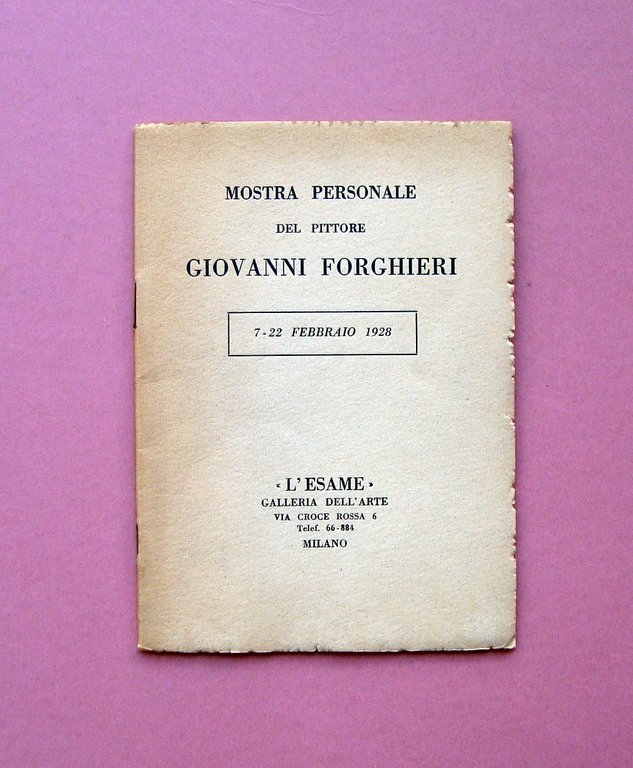 MOSTRA PERSONALE
DEL PITTORE
GIOVANNI FORGHIERI
7-22 FEBBRAIO 1928
« L'ESAME »
GALLERIA DELL'ARTE
VIA CROCE ROSSA 6
Telef. 66-884
MILANO